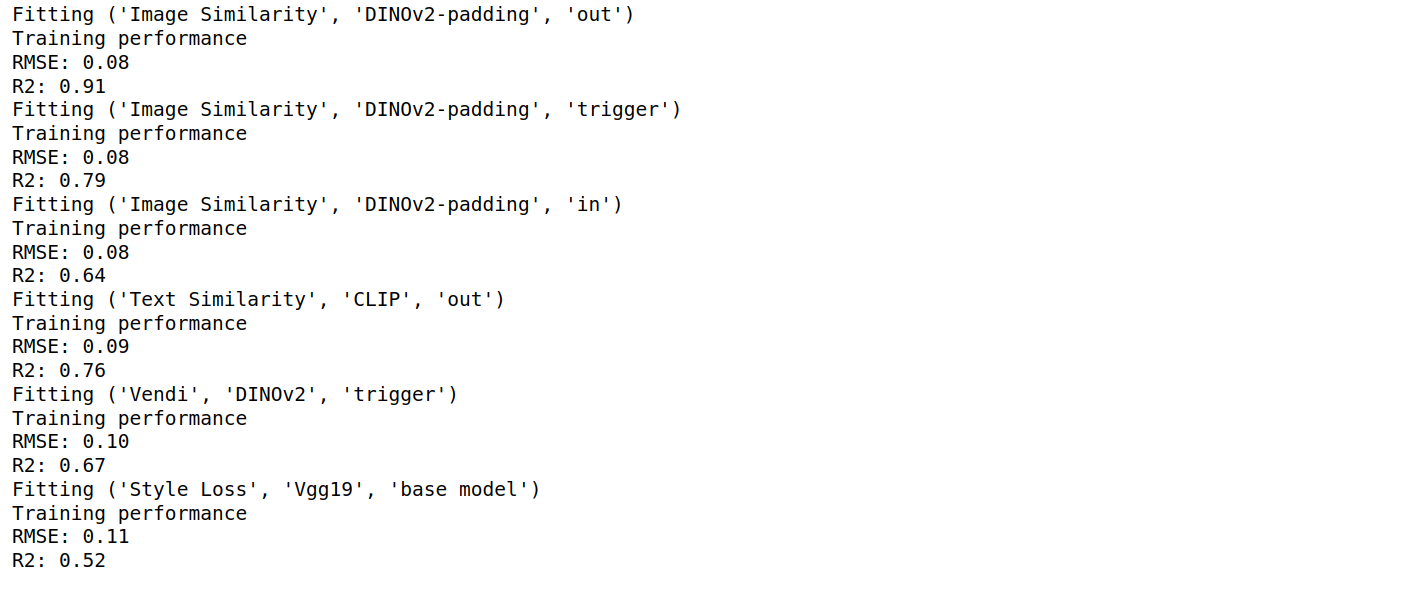 Fitting ('Image Similarity', 'DINOv2-padding', 'out')
Training performance
RMSE: 0.08
R2: 0.91
Fitting ('Image Similarity', 'DINOv2-padding', 'trigger')
Training performance
RMSE: 0.08
R2: 0.79
Fitting ('Image Similarity', 'DINOv2-padding', 'in')
Training performance
RMSE: 0.08
R2: 0.64
Fitting ('Text Similarity', 'CLIP', 'out')
Training performance
RMSE: 0.09
R2: 0.76
Fitting ('Vendi', 'DINOv2', 'trigger')
Training performance
RMSE: 0.10
R2: 0.67
Fitting ('Style Loss', 'Vgg19', 'base model')
Training performance
RMSE: 0.11
R2: 0.52